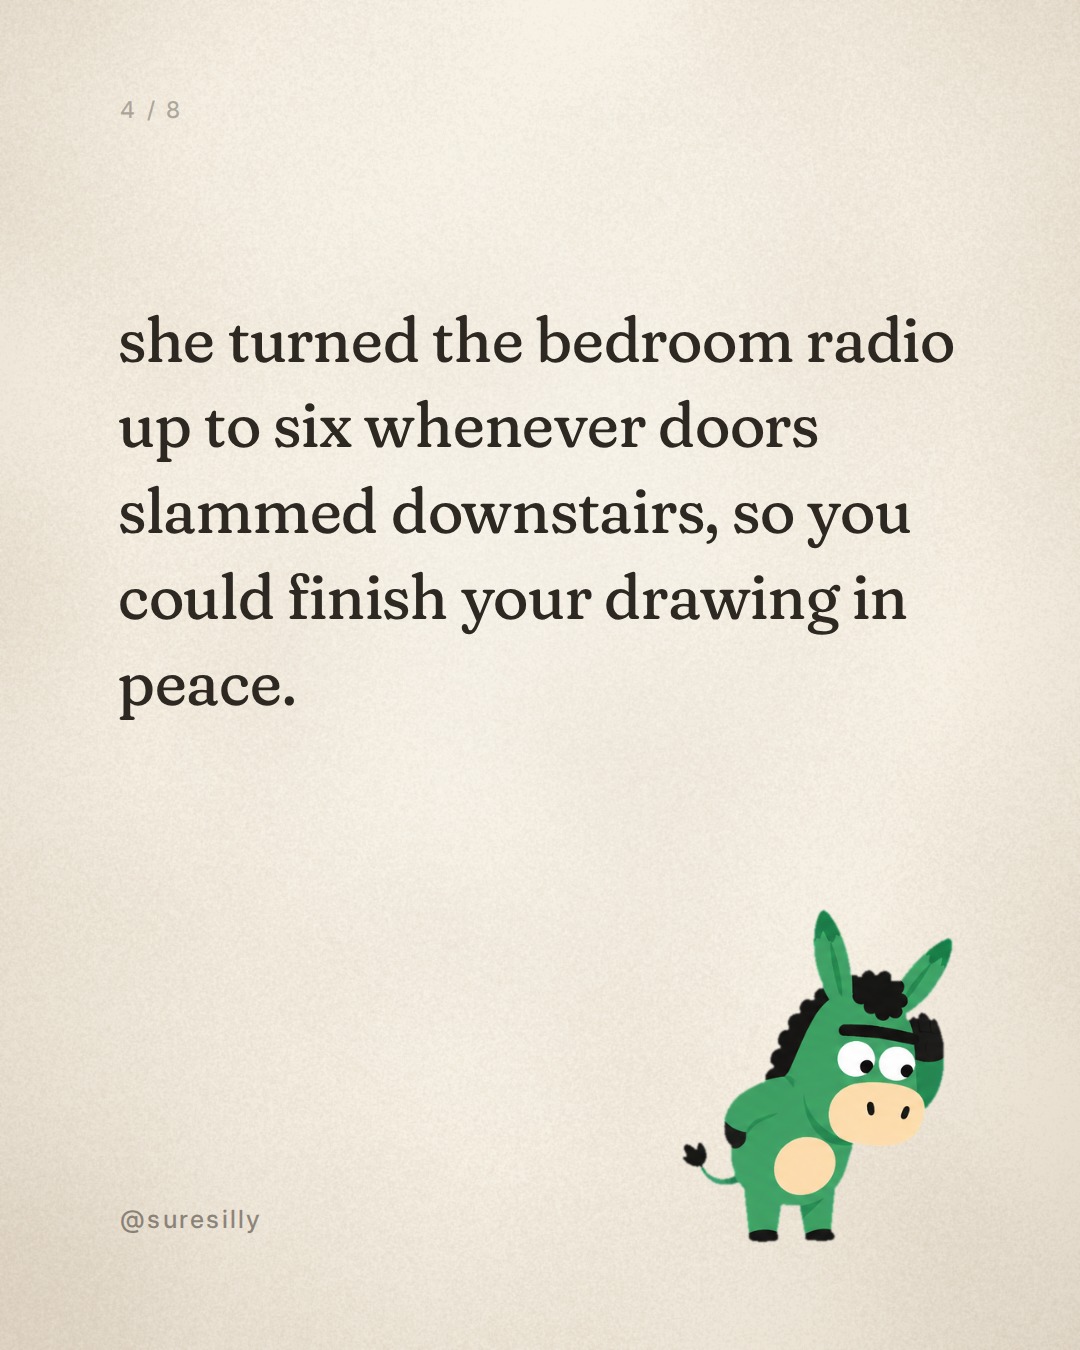 4 / 8
she turned the bedroom radio
up to six whenever doors
slammed downstairs, so you
could finish your drawing in
peace.
@suresilly